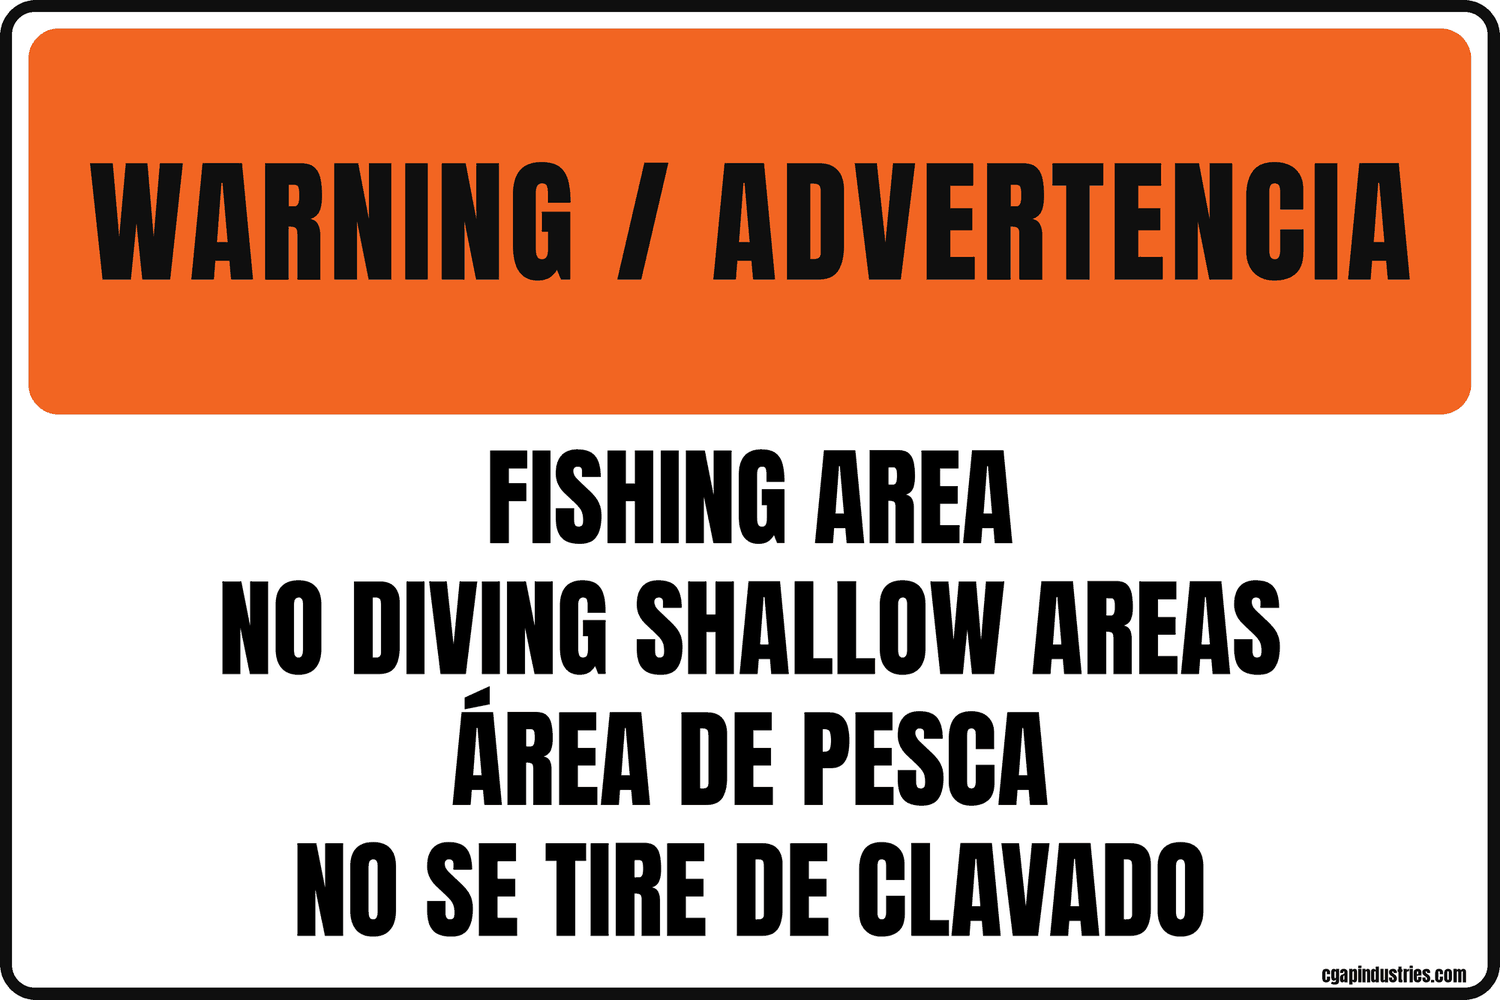 WARNING / ADVERTENCIA
FISHING AREA
NO DIVING SHALLOW AREAS
ÁREA DE PESCA
NO SE TIRE DE CLAVADO
cgapindustries.com